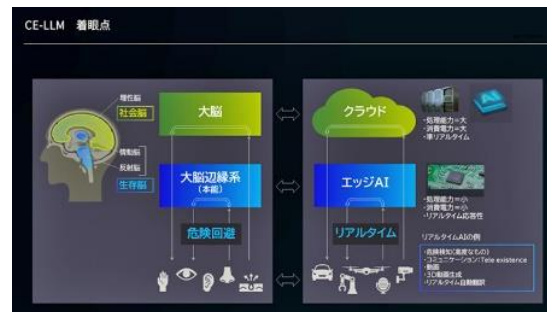 CE-LLM 着眼点
理性脳
社会脳
情動脳
反射脳
生存脳
大脳
大脳辺縁系
(本能)
危険回避
クラウド
エッジAI
リアルタイム
AI
・処理能力=大
・消費電力=大
・準リアルタイム
・処理能力=小
・消費電力=小
・リアルタイム応答性
リアルタイムAIの例
・危険検知(高度なもの)
・コミュニケーション:Tele existence
・動画
・3D動画生成
・リアルタイム自動翻訳